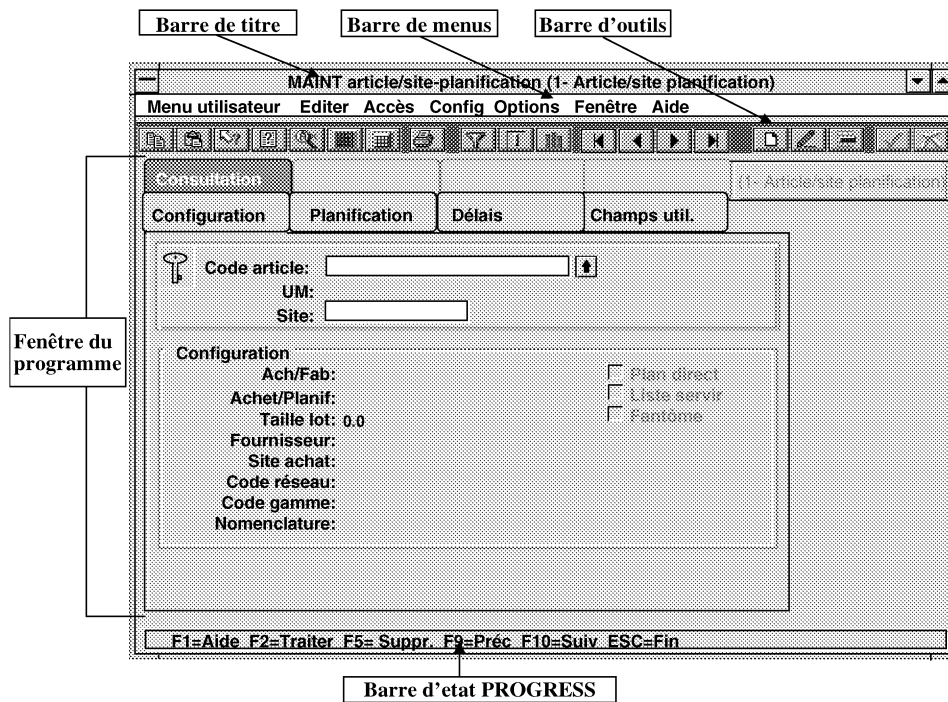 Barre de titre Barre de menus Barre d'outils
MAINT article/site-planification (1- Article/site planification)
Menu utilisateur Editer Accès Config Options Fenêtre Aide
Consultation (1- Article/site planification)
Configuration Planification Délais Champs util.
Code article:
UM:
Site:
Fenêtre du
programme
Configuration
Ach/Fab: Plan direct
Achet/Planif: Liste servir
Taille lot: 0.0 Fantôme
Fournisseur:
Site achat:
Code réseau:
Code gamme:
Nomenclature:
F1=Aide F2=Traiter F5= Suppr. F9=Préc F10=Suiv ESC=Fin
Barre d'etat PROGRESS